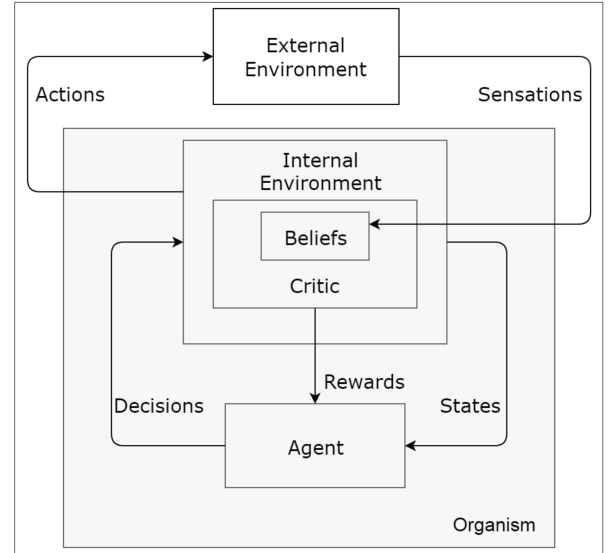 External
Environment
Actions
Sensations
Internal
Environment
Beliefs
Critic
Rewards
Decisions
States
Agent
Organism